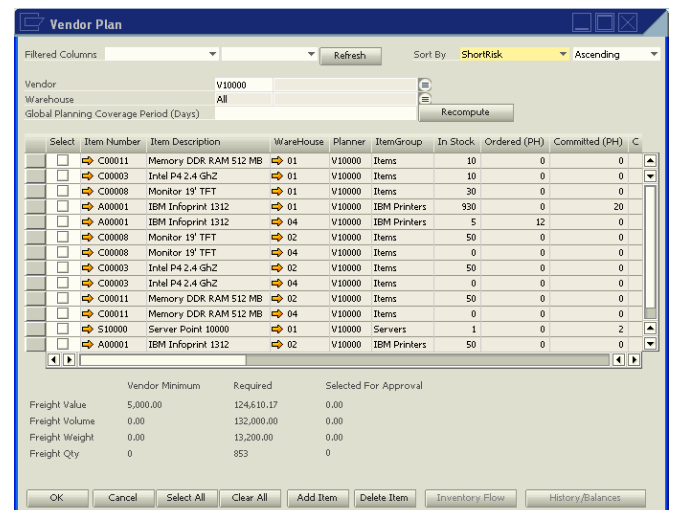 Vendor Plan
Filtered Columns Refresh Sort By ShortRisk Ascending
Vendor V10000
Warehouse All
Global Planning Coverage Period (Days) Recompute
Select Item Number Item Description WareHouse Planner ItemGroup In Stock Ordered (PH) Committed (PH) C
C00011 Memory DDR RAM 512 MB 01 V10000 Items 10 0 0
C00003 Intel P4 2.4 GhZ 01 V10000 Items 10 0 0
C00008 Monitor 19' TFT 01 V10000 Items 30 0 0
A00001 IBM Infoprint 1312 01 V10000 IBM Printers 930 0 20
A00001 IBM Infoprint 1312 04 V10000 IBM Printers 5 12 0
C00008 Monitor 19' TFT 02 V10000 Items 50 0 0
C00008 Monitor 19' TFT 04 V10000 Items 0 0 0
C00003 Intel P4 2.4 GhZ 02 V10000 Items 50 0 0
C00003 Intel P4 2.4 GhZ 04 V10000 Items 0 0 0
C00011 Memory DDR RAM 512 MB 02 V10000 Items 50 0 0
C00011 Memory DDR RAM 512 MB 04 V10000 Items 0 0 0
S10000 Server Point 10000 01 V10000 Servers 1 0 2
A00001 IBM Infoprint 1312 02 V10000 IBM Printers 50 0 0
Vendor Minimum Required Selected For Approval
Freight Value 5,000.00 124,610.17 0.00
Freight Volume 0.00 132,000.00 0.00
Freight Weight 0.00 13,200.00 0.00
Freight Qty 0 853 0
OK Cancel Select All Clear All Add Item Delete Item Inventory Flow History/Balances